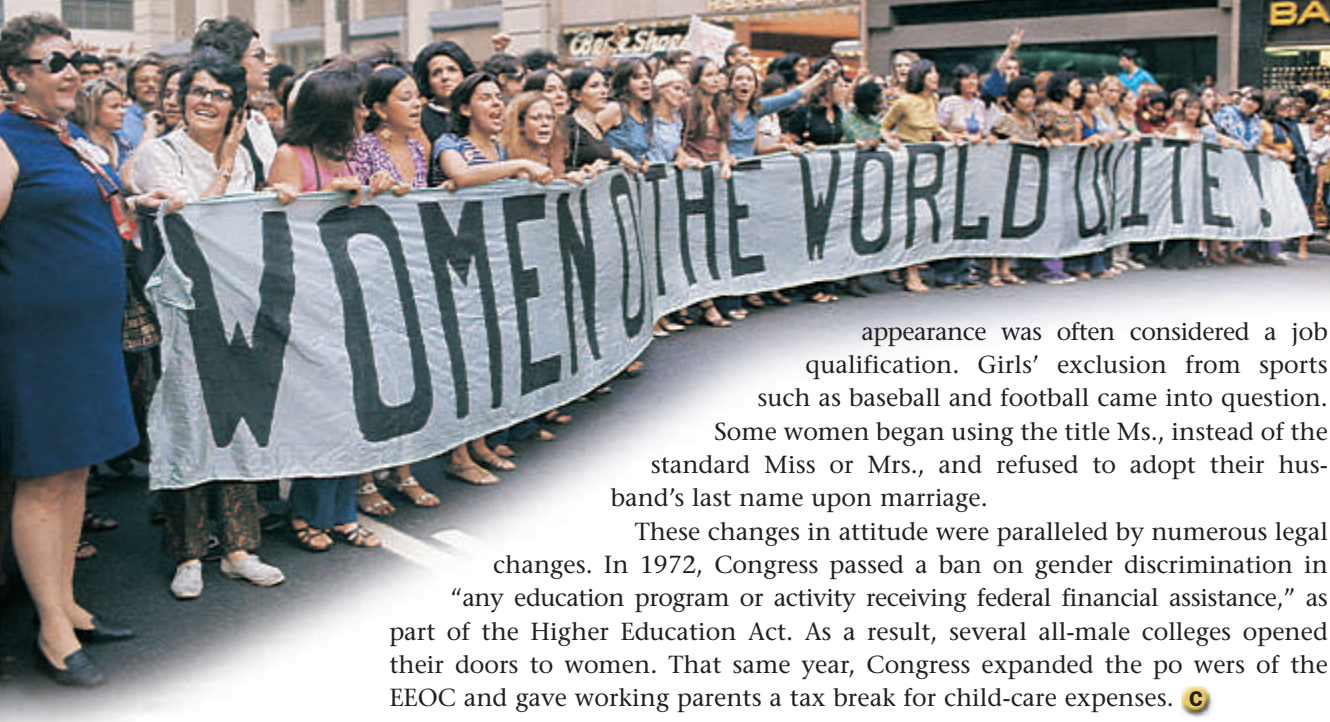 BA
WOMEN O THE WORLD UNITE !
appearance was often considered a job
qualification. Girls’ exclusion from sports
such as baseball and football came into question.
Some women began using the title Ms., instead of the
standard Miss or Mrs., and refused to adopt their hus-
band’s last name upon marriage.
These changes in attitude were paralleled by numerous legal
changes. In 1972, Congress passed a ban on gender discrimination in
“any education program or activity receiving federal financial assistance,” as
part of the Higher Education Act. As a result, several all-male colleges opened
their doors to women. That same year, Congress expanded the po wers of the
EEOC and gave working parents a tax break for child-care expenses. C